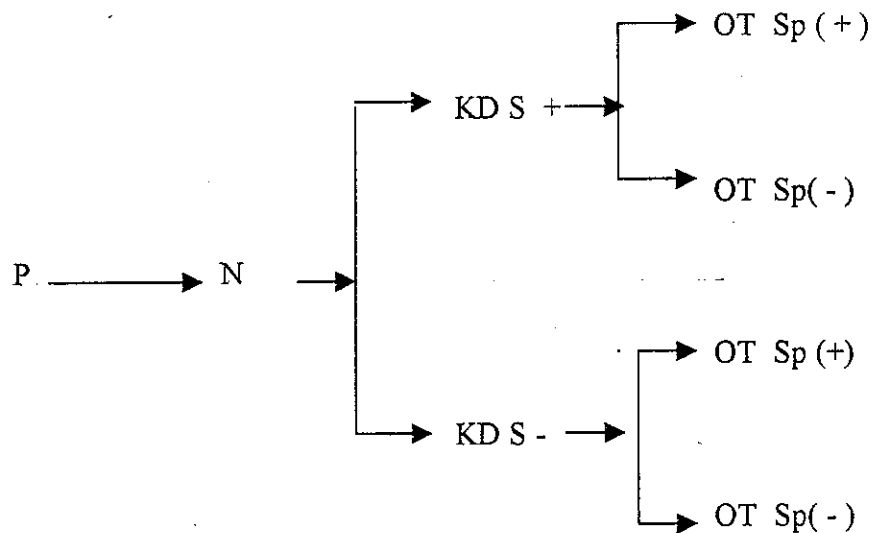 OT Sp ( + )
KD S +
OT Sp( - )
P N
OT Sp (+)
KD S -
OT Sp( - )